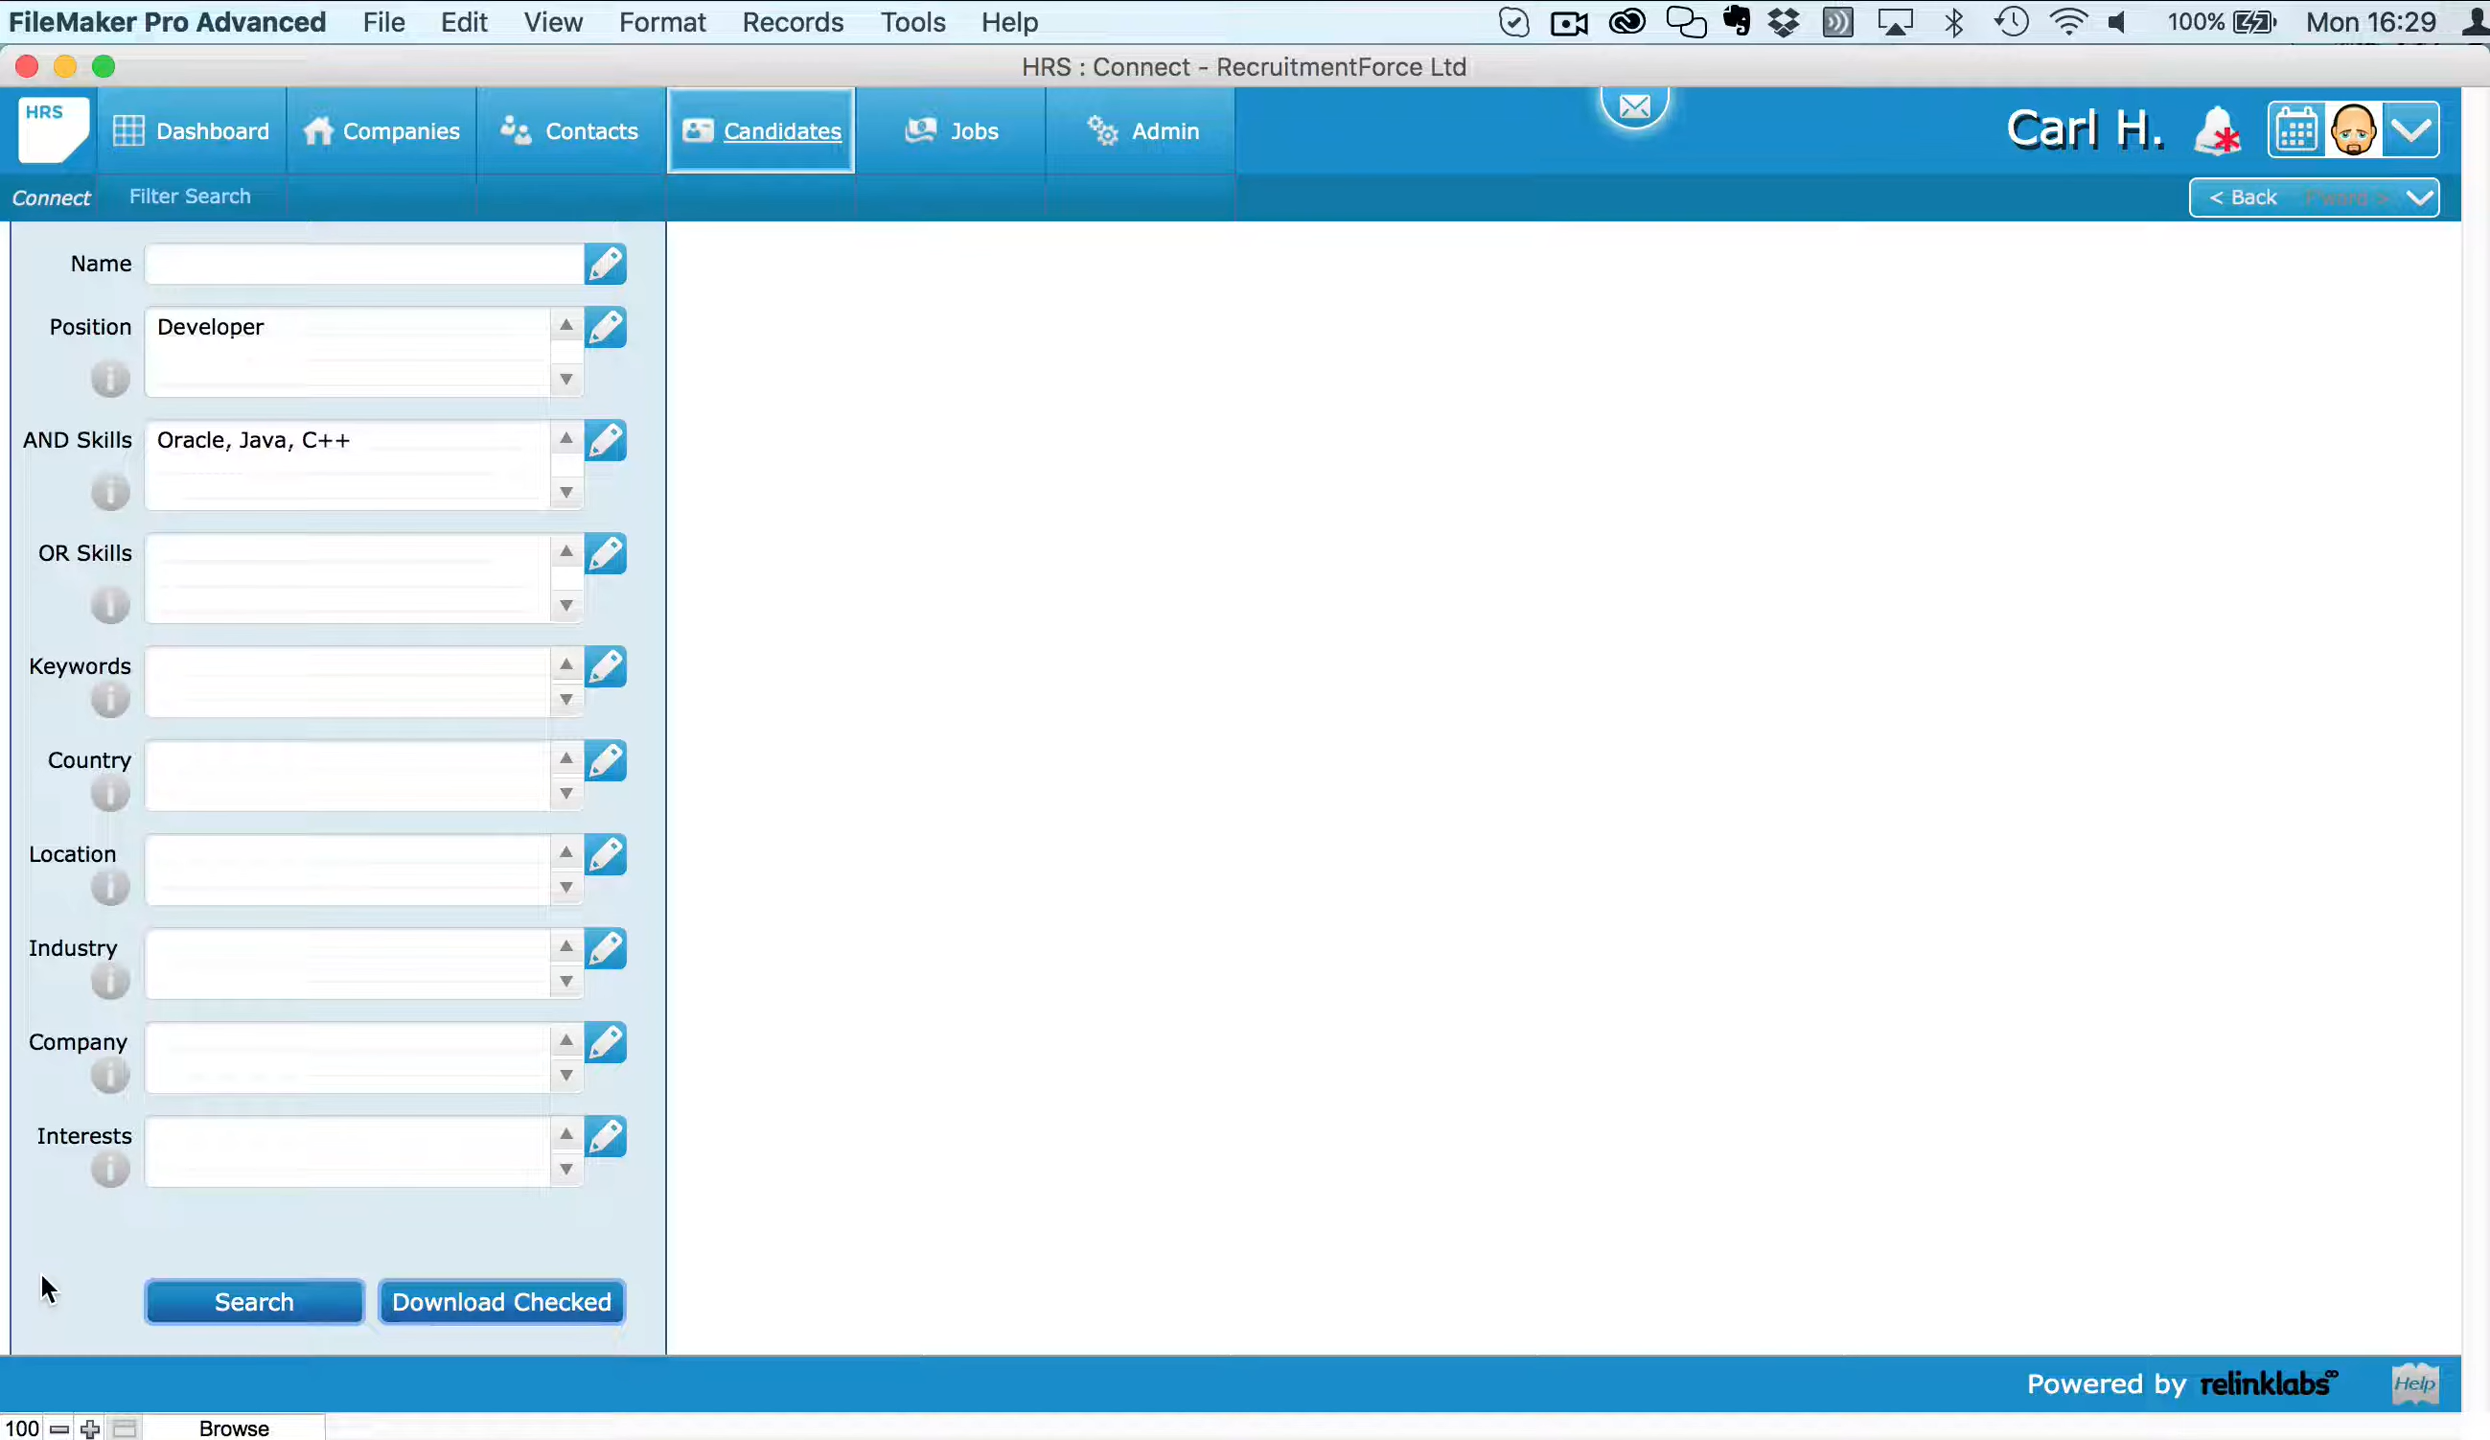 FileMaker Pro Advanced File Edit View Format Records Tools Help 100% Mon 16:29
HRS : Connect - RecruitmentForce Ltd
HRS Dashboard Companies Contacts Candidates Jobs Admin Carl H.
Connect Filter Search < Back F'ward >
Name
Position Developer
AND Skills Oracle, Java, C++
OR Skills
Keywords
Country
Location
Industry
Company
Interests
Search Download Checked
Powered by relinklabs Help
100 Browse